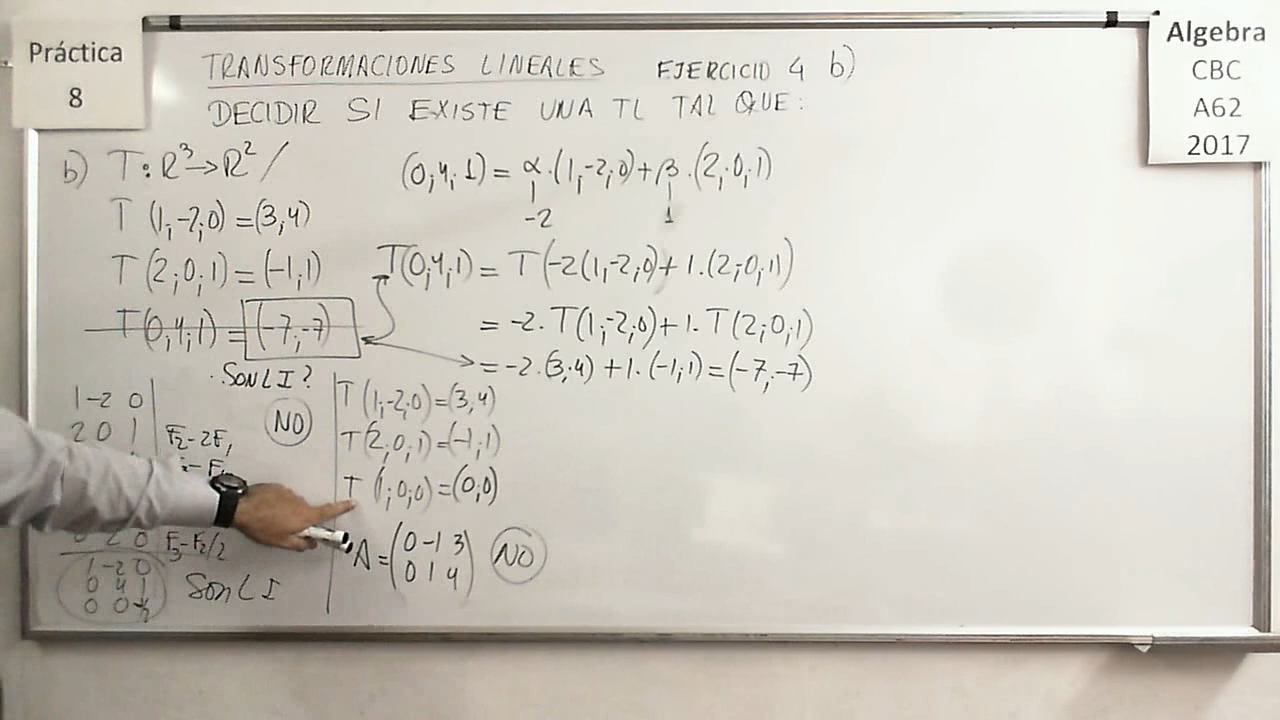 Práctica
8
Algebra
CBC
A62
2017
TRANSFORMACIONES LINEALES EJERCICIO 4 b)
DECIDIR SI EXISTE UNA TL TAL QUE:
b) T: R³→R² /
T (1,-2,0) = (3,4)
T (2,0,1) = (-1,1)
T (0,4,1) = (-7,-7)
(0,4,1) = α.(1,-2,0) + β.(2,0,1)
-2 1
T(0,4,1) = T(-2(1,-2,0) + 1.(2,0,1))
= -2.T(1,-2,0) + 1.T(2,0,1)
= -2.(3,4) + 1.(-1,1) = (-7,-7)
. SON LI?
NO
1 -2 0
2 0 1 F₂-2F₁
0 2 0 F₃-F₂/2
1 -2 0
0 4 1
0 0 -½
SON LI
T (1,-2,0) = (3,4)
T (2,0,1) = (-1,1)
T (1,0,0) = (0,0)
A = (0 -1 3
0 1 4) NO